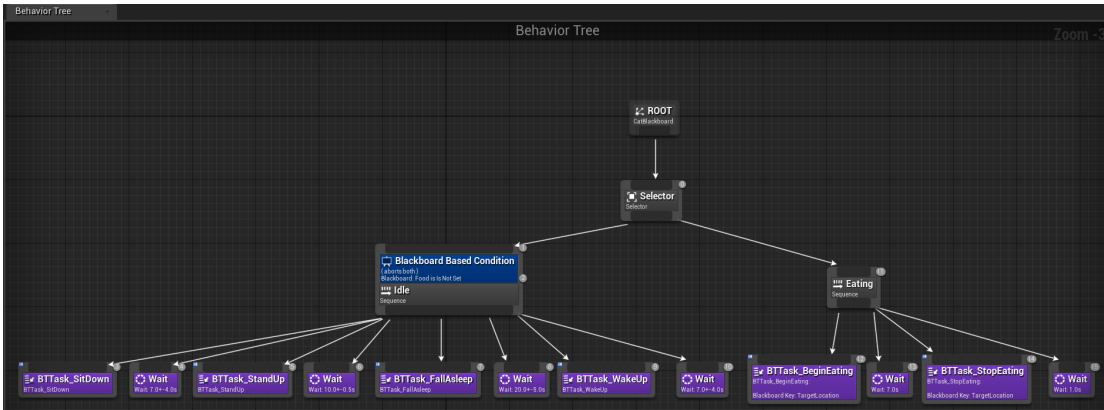 Behavior Tree
Behavior Tree
Zoom -3
ROOT
CatBlackboard
Selector
Selector
Blackboard Based Condition
( aborts both )
Blackboard: Food is Is Not Set
Idle
Sequence
Eating
Sequence
BTTask_SitDown
BTTask_SitDown
Wait
Wait: 7.0+-4.0s
BTTask_StandUp
BTTask_StandUp
Wait
Wait: 10.0+-0.5s
BTTask_FallAsleep
BTTask_FallAsleep
Wait
Wait: 20.0+-5.0s
BTTask_WakeUp
BTTask_WakeUp
Wait
Wait: 7.0+-4.0s
BTTask_BeginEating
BTTask_BeginEating:
Blackboard Key: TargetLocation
Wait
Wait: 7.0s
BTTask_StopEating
BTTask_StopEating:
Blackboard Key: TargetLocation
Wait
Wait: 1.0s